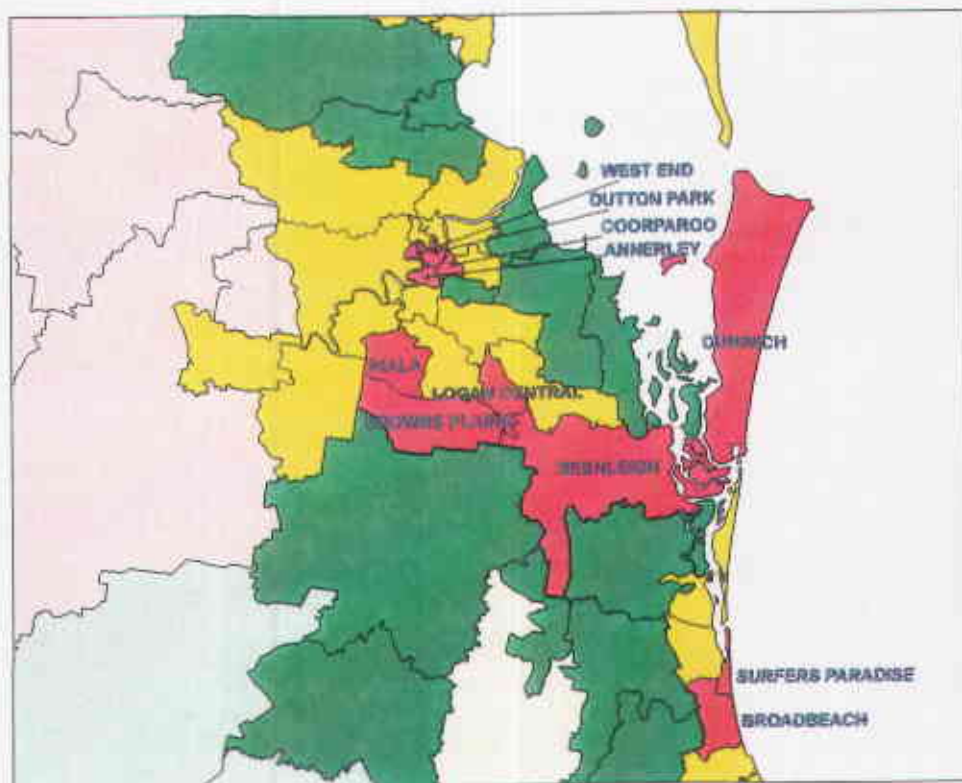 WEST END
DUTTON PARK
COORPAROO
ANNERLEY
DUNWICH
INALA
LOGAN CENTRAL
BROWNS PLAINS
BEENLEIGH
SURFERS PARADISE
BROADBEACH